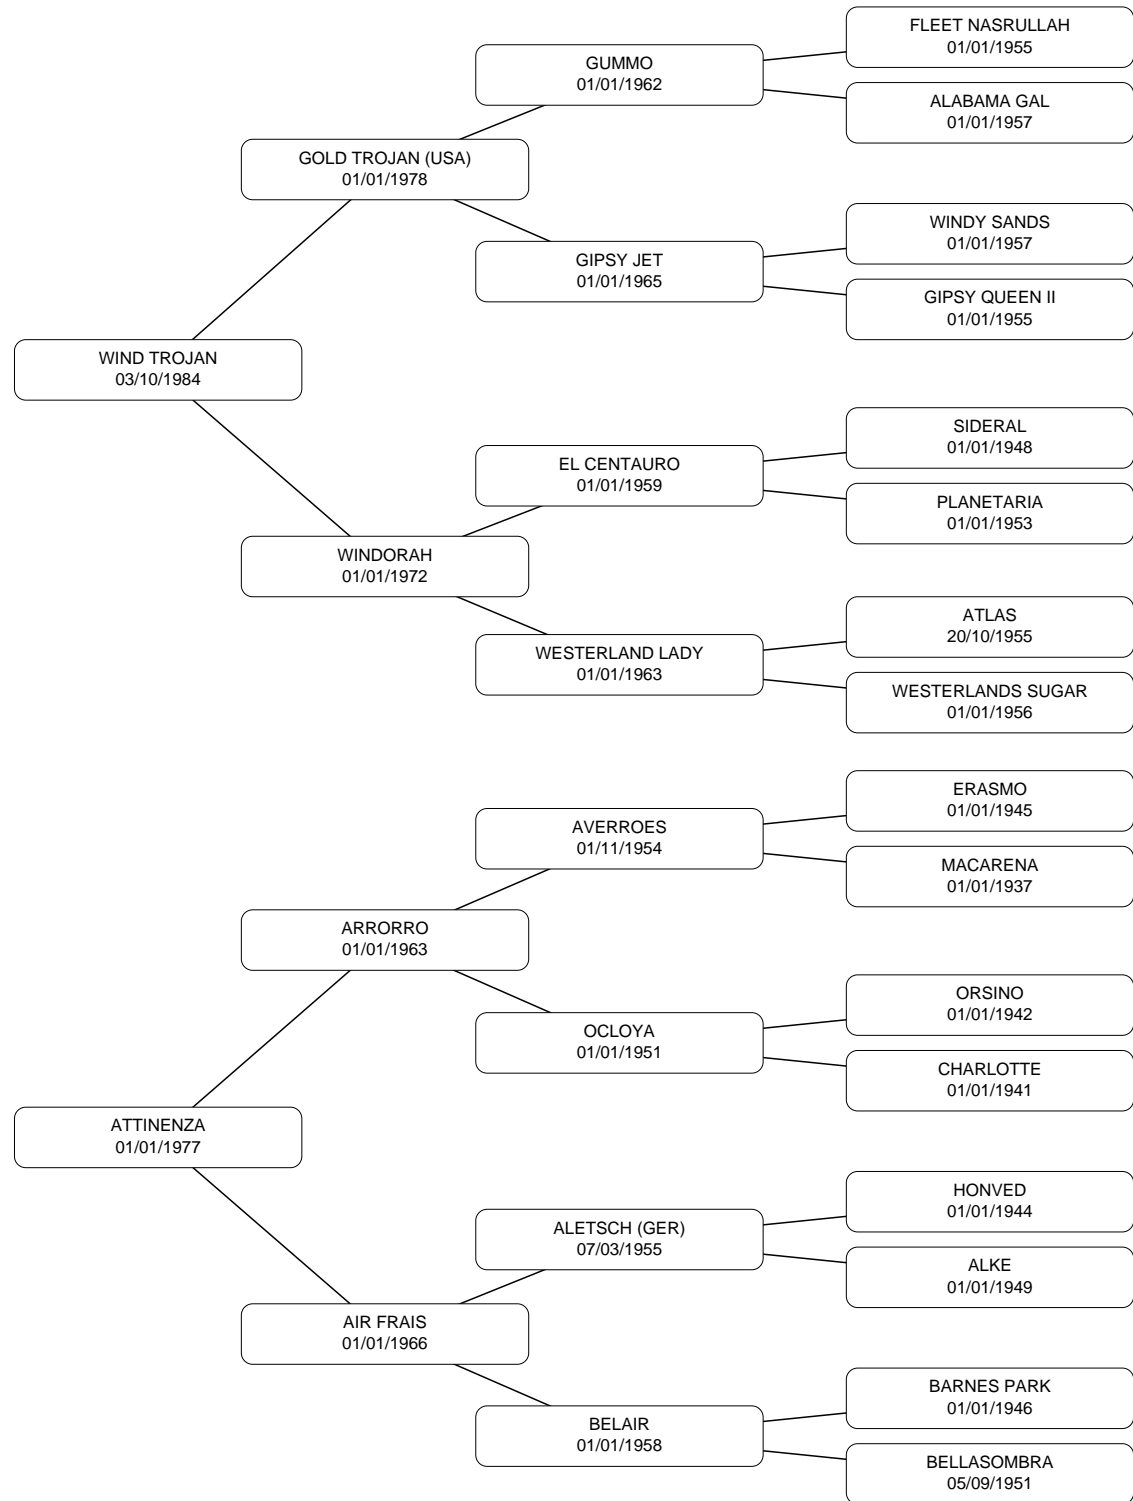 FLEET NASRULLAH
01/01/1955
GUMMO
01/01/1962
ALABAMA GAL
01/01/1957
GOLD TROJAN (USA)
01/01/1978
WINDY SANDS
01/01/1957
GIPSY JET
01/01/1965
GIPSY QUEEN II
01/01/1955
WIND TROJAN
03/10/1984
SIDERAL
01/01/1948
EL CENTAURO
01/01/1959
PLANETARIA
01/01/1953
WINDORAH
01/01/1972
ATLAS
20/10/1955
WESTERLAND LADY
01/01/1963
WESTERLANDS SUGAR
01/01/1956
ERASMO
01/01/1945
AVERROES
01/11/1954
MACARENA
01/01/1937
ARRORRO
01/01/1963
ORSINO
01/01/1942
OCLOYA
01/01/1951
CHARLOTTE
01/01/1941
ATTINENZA
01/01/1977
HONVED
01/01/1944
ALETSCH (GER)
07/03/1955
ALKE
01/01/1949
AIR FRAIS
01/01/1966
BARNES PARK
01/01/1946
BELAIR
01/01/1958
BELLASOMBRA
05/09/1951